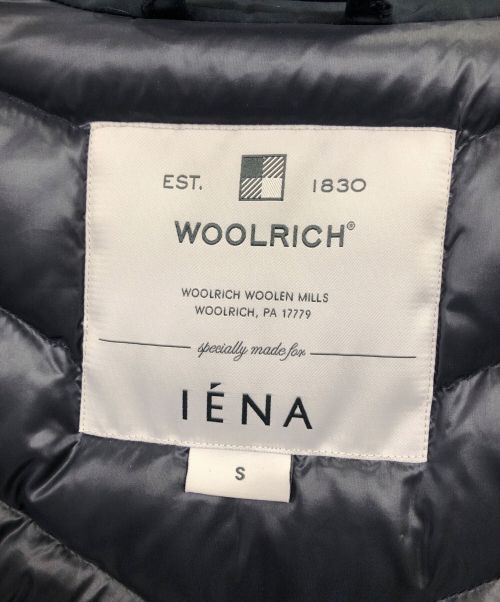 EST. 1830
WOOLRICH®
WOOLRICH WOOLEN MILLS
WOOLRICH, PA 17779
specially made for
IÉNA
S